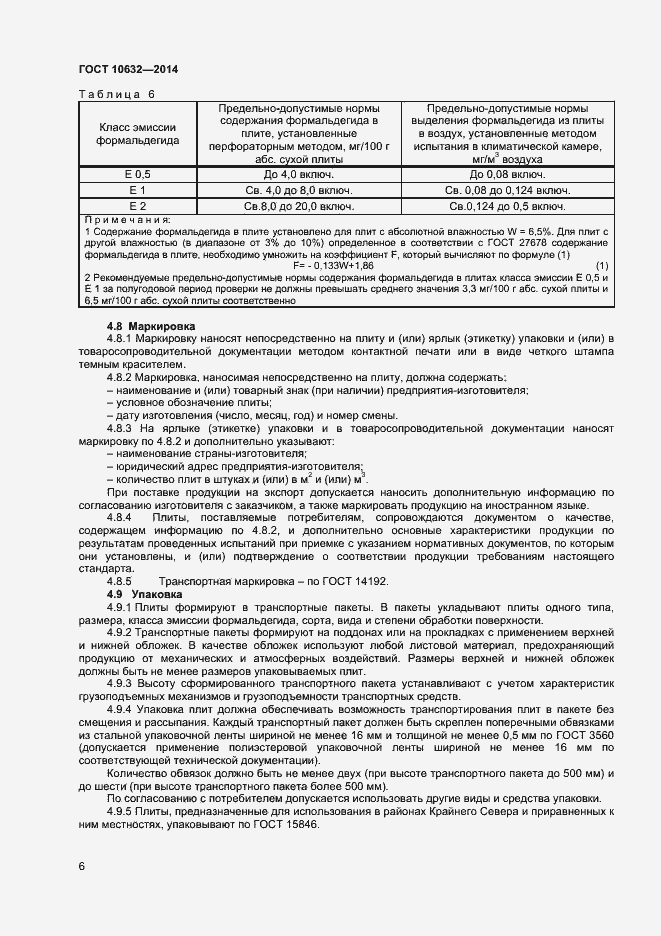 ГОСТ 10632—2014
Таблица 6
Класс эмиссии
формальдегида
Предельно-допустимые нормы
содержания формальдегида в
плите, установленные
перфораторным методом, мг/100 г
абс. сухой плиты
Предельно-допустимые нормы
выделения формальдегида из плиты
в воздух, установленные методом
испытания в климатической камере,
мг/м³ воздуха
Е 0,5 До 4,0 включ. До 0,08 включ.
Е 1 Св. 4,0 до 8,0 включ. Св. 0,08 до 0,124 включ.
Е 2 Св.8,0 до 20,0 включ. Св.0,124 до 0,5 включ.
Примечания:
1 Содержание формальдегида в плите установлено для плит с абсолютной влажностью W = 6,5%. Для плит с
другой влажностью (в диапазоне от 3% до 10%) определенное в соответствии с ГОСТ 27678 содержание
формальдегида в плите, необходимо умножить на коэффициент F, который вычисляют по формуле (1)
F= - 0,133W+1,86 (1)
2 Рекомендуемые предельно-допустимые нормы содержания формальдегида в плитах класса эмиссии Е 0,5 и
Е 1 за полугодовой период проверки не должны превышать среднего значения 3,3 мг/100 г абс. сухой плиты и
6,5 мг/100 г абс. сухой плиты соответственно
4.8 Маркировка
4.8.1 Маркировку наносят непосредственно на плиту и (или) ярлык (этикетку) упаковки и (или) в
товаросопроводительной документации методом контактной печати или в виде четкого штампа
темным красителем.
4.8.2 Маркировка, наносимая непосредственно на плиту, должна содержать;
– наименование и (или) товарный знак (при наличии) предприятия-изготовителя;
– условное обозначение плиты;
– дату изготовления (число, месяц, год) и номер смены.
4.8.3 На ярлыке (этикетке) упаковки и в товаросопроводительной документации наносят
маркировку по 4.8.2 и дополнительно указывают:
– наименование страны-изготовителя;
– юридический адрес предприятия-изготовителя;
– количество плит в штуках и (или) в м² и (или) м³.
При поставке продукции на экспорт допускается наносить дополнительную информацию по
согласованию изготовителя с заказчиком, а также маркировать продукцию на иностранном языке.
4.8.4 Плиты, поставляемые потребителям, сопровождаются документом о качестве,
содержащем информацию по 4.8.2, и дополнительно основные характеристики продукции по
результатам проведенных испытаний при приемке с указанием нормативных документов, по которым
они установлены, и (или) подтверждение о соответствии продукции требованиям настоящего
стандарта.
4.8.5 Транспортная маркировка – по ГОСТ 14192.
4.9 Упаковка
4.9.1 Плиты формируют в транспортные пакеты. В пакеты укладывают плиты одного типа,
размера, класса эмиссии формальдегида, сорта, вида и степени обработки поверхности.
4.9.2 Транспортные пакеты формируют на поддонах или на прокладках с применением верхней
и нижней обложек. В качестве обложек используют любой листовой материал, предохраняющий
продукцию от механических и атмосферных воздействий. Размеры верхней и нижней обложек
должны быть не менее размеров упаковываемых плит.
4.9.3 Высоту сформированного транспортного пакета устанавливают с учетом характеристик
грузоподъемных механизмов и грузоподъемности транспортных средств.
4.9.4 Упаковка плит должна обеспечивать возможность транспортирования плит в пакете без
смещения и рассыпания. Каждый транспортный пакет должен быть скреплен поперечными обвязками
из стальной упаковочной ленты шириной не менее 16 мм и толщиной не менее 0,5 мм по ГОСТ 3560
(допускается применение полиэстеровой упаковочной ленты шириной не менее 16 мм по
соответствующей технической документации).
Количество обвязок должно быть не менее двух (при высоте транспортного пакета до 500 мм) и
до шести (при высоте транспортного пакета более 500 мм).
По согласованию с потребителем допускается использовать другие виды и средства упаковки.
4.9.5 Плиты, предназначенные для использования в районах Крайнего Севера и приравненных к
ним местностях, упаковывают по ГОСТ 15846.
6